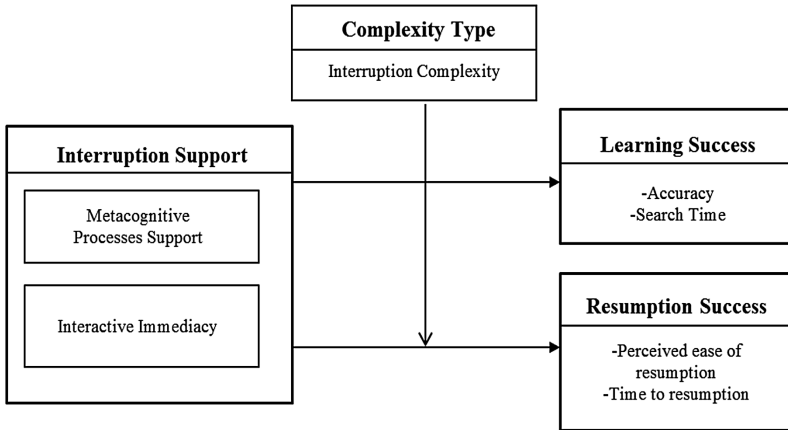 Complexity Type
Interruption Complexity
Interruption Support
Metacognitive
Processes Support
Interactive Immediacy
Learning Success
-Accuracy
-Search Time
Resumption Success
-Perceived ease of
resumption
-Time to resumption